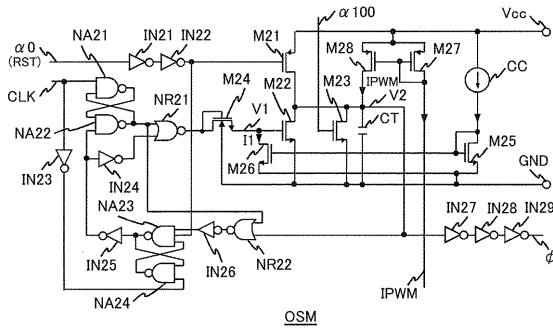 α100
Vcc
α0
(RST)
NA21
IN21
IN22
M21
M28
M27
IPWM
CC
CLK
NR21
M24
M22
M23
V1
V2
CT
NA22
I1
M26
M25
IN23
IN24
GND
NA23
IN27
IN28
IN29
IN25
IN26
NR22
NA24
IPWM
φ
OSM